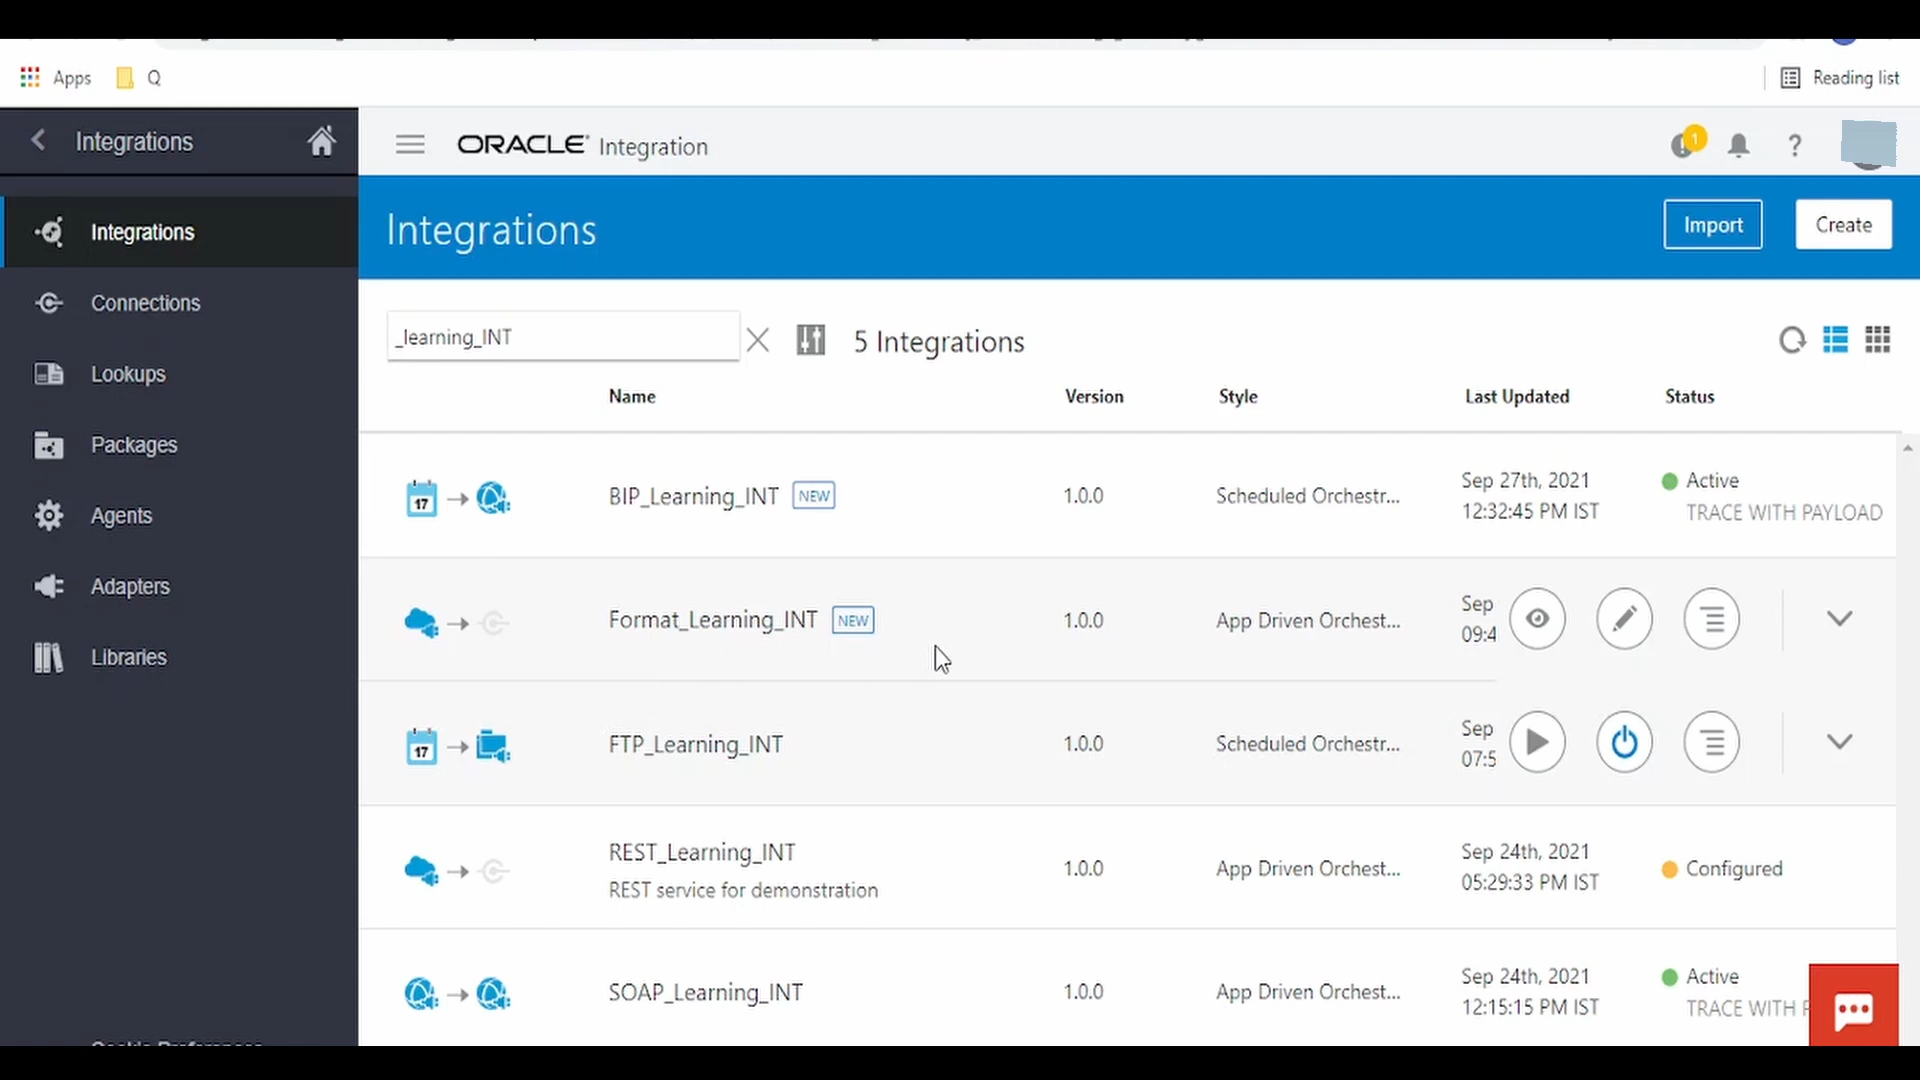 Apps
Q
Reading list
Integrations
ORACLE Integration
1
?
Integrations
Connections
Lookups
Packages
Agents
Adapters
Libraries
Integrations
Import
Create
_learning_INT
5 Integrations
Name Version Style Last Updated Status
17
BIP_Learning_INT NEW
1.0.0
Scheduled Orchestr...
Sep 27th, 2021
12:32:45 PM IST
Active
TRACE WITH PAYLOAD
Format_Learning_INT NEW
1.0.0
App Driven Orchest...
Sep
09:4
17
FTP_Learning_INT
1.0.0
Scheduled Orchestr...
Sep
07:5
REST_Learning_INT
REST service for demonstration
1.0.0
App Driven Orchest...
Sep 24th, 2021
05:29:33 PM IST
Configured
SOAP_Learning_INT
1.0.0
App Driven Orchest...
Sep 24th, 2021
12:15:15 PM IST
Active
TRACE WITH